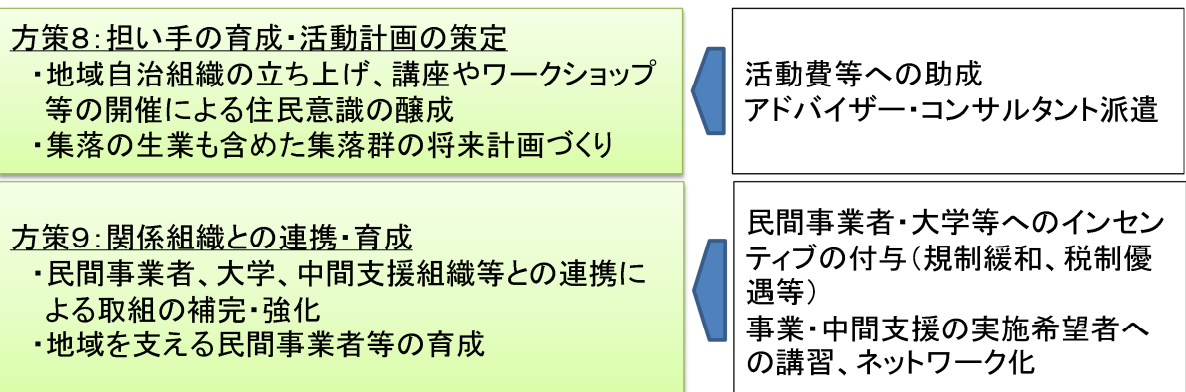 方策8:担い手の育成・活動計画の策定
・地域自治組織の立ち上げ、講座やワークショップ
等の開催による住民意識の醸成
・集落の生業も含めた集落群の将来計画づくり
活動費等への助成
アドバイザー・コンサルタント派遣
方策9:関係組織との連携・育成
・民間事業者、大学、中間支援組織等との連携に
よる取組の補完・強化
・地域を支える民間事業者等の育成
民間事業者・大学等へのインセン
ティブの付与(規制緩和、税制優
遇等)
事業・中間支援の実施希望者へ
の講習、ネットワーク化